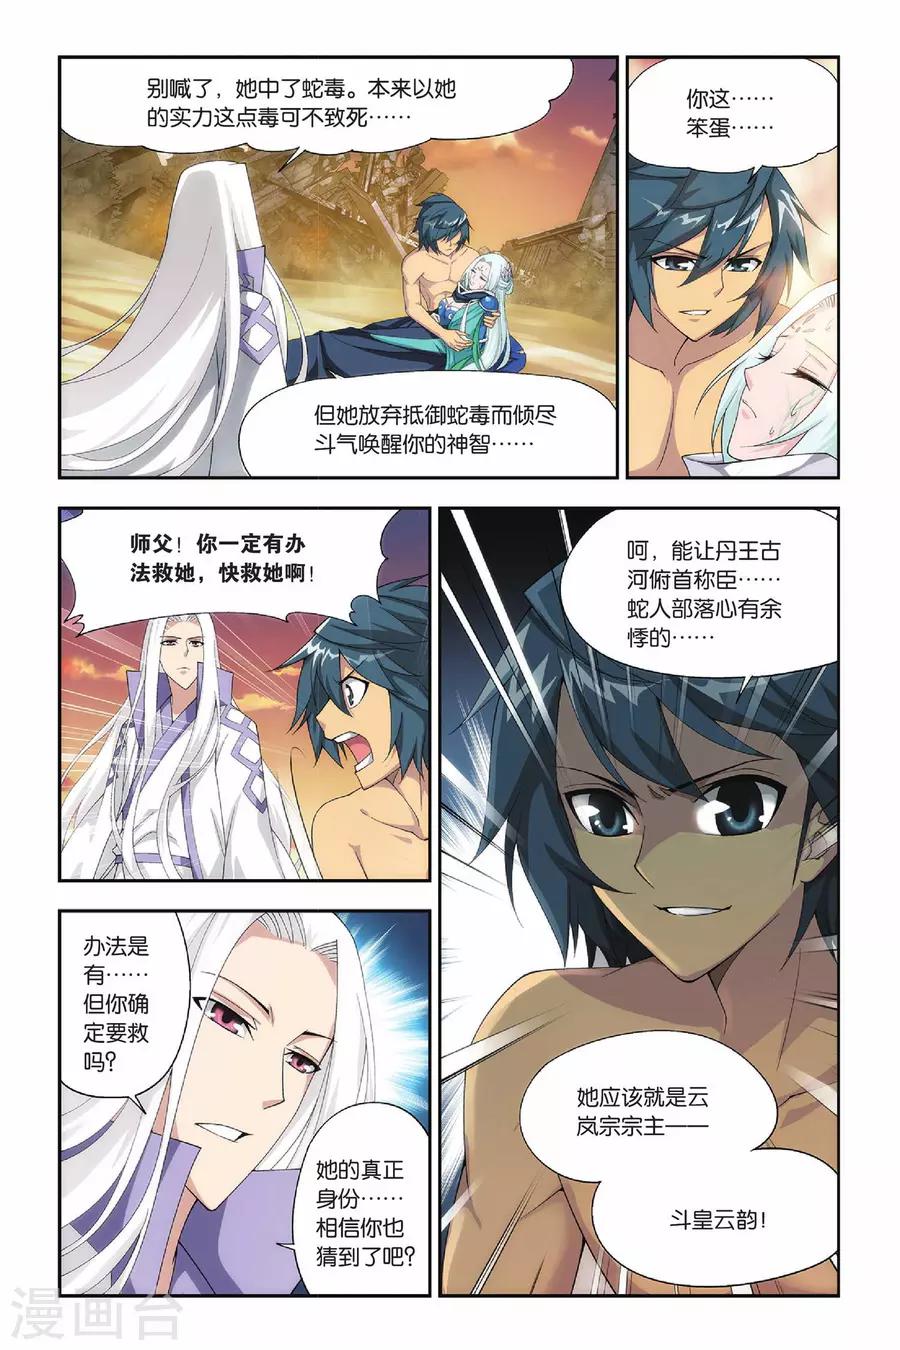 别喊了，她中了蛇毒。本来以她
的实力这点毒可不致死……
但她放弃抵御蛇毒而倾尽
斗气唤醒你的神智……
你这……
笨蛋……
师父！你一定有办
法救她，快救她啊！
办法是
有……
但你确
定要救
吗？
她的真正
身份……
相信你也
猜到了吧？
呵，能让丹王古
河俯首称臣……
蛇人部落心有余
悸的……
她应该就是云
岚宗宗主——
斗皇云韵！
漫画台